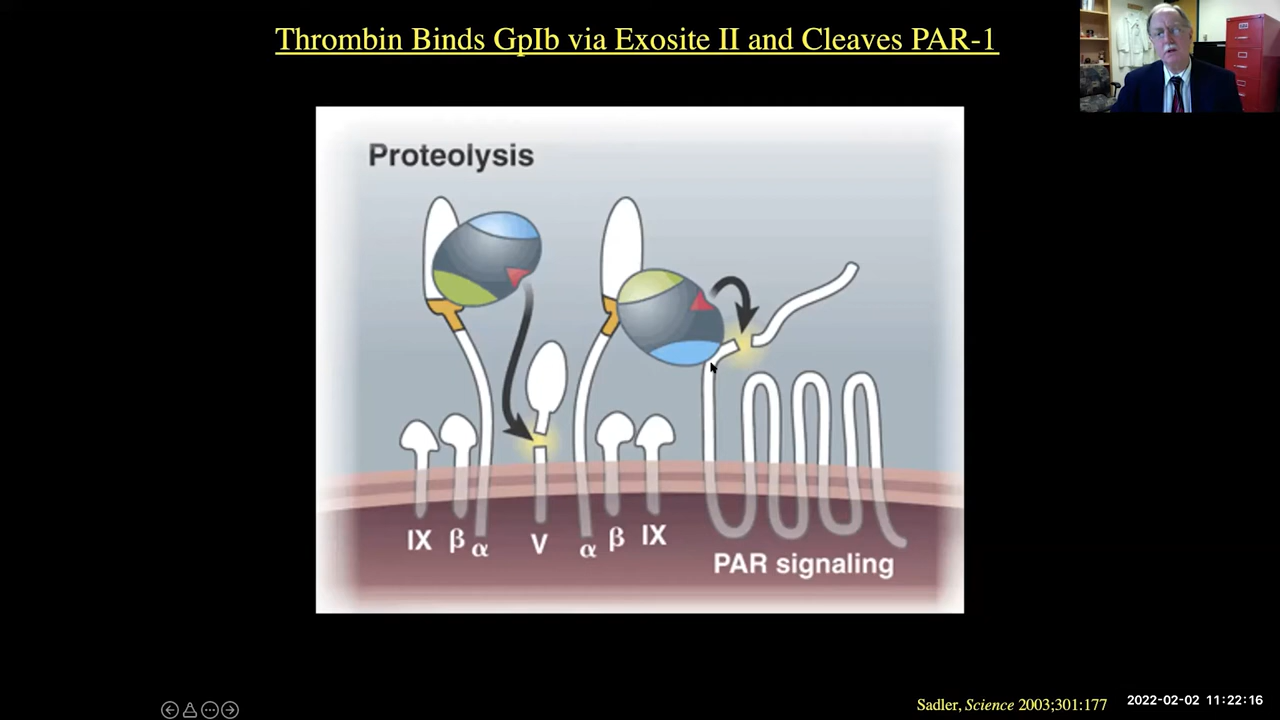 Thrombin Binds GpIb via Exosite II and Cleaves PAR-1
Proteolysis
IX β α V α β IX
PAR signaling
Sadler, Science 2003;301:177
2022-02-02 11:22:16